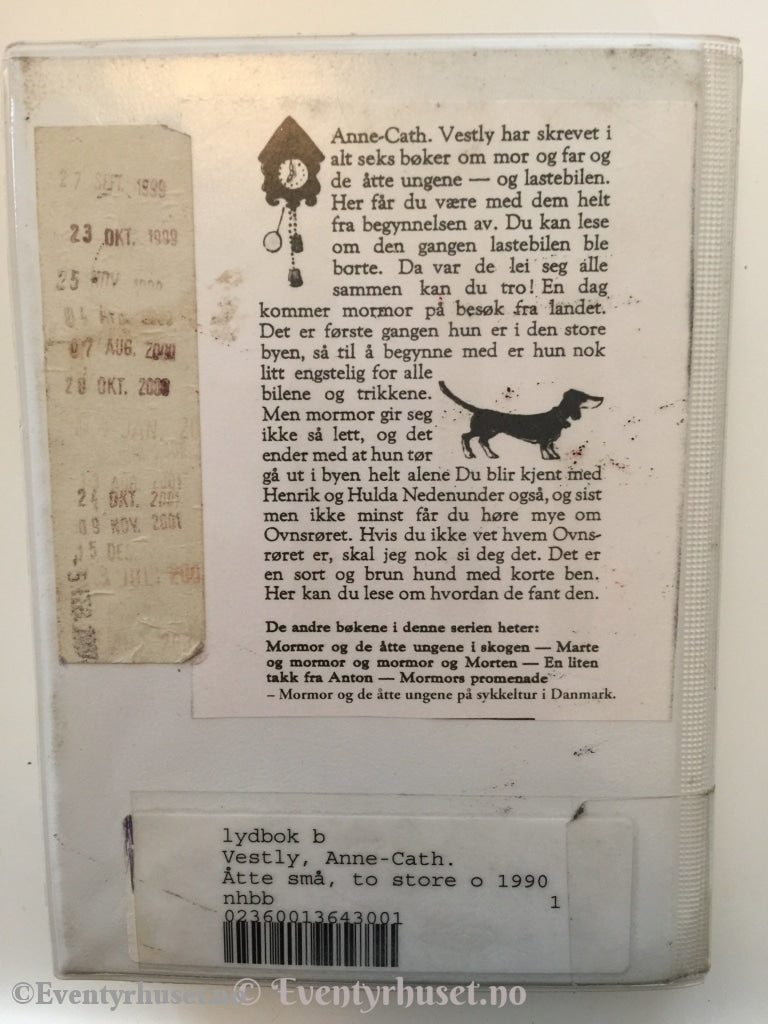 Anne-Cath. Vestly har skrevet i
alt seks bøker om mor og far og
de åtte ungene — og lastebilen.
Her får du være med dem helt
fra begynnelsen av. Du kan lese
om den gangen lastebilen ble
borte. Da var de lei seg alle
sammen kan du tro! En dag
kommer mormor på besøk fra landet.
Det er første gangen hun er i den store
byen, så til å begynne med er hun nok
litt engstelig for alle
bilene og trikkene.
Men mormor gir seg
ikke så lett, og det
ender med at hun tør
gå ut i byen helt alene Du blir kjent med
Henrik og Hulda Nedenunder også, og sist
men ikke minst får du høre mye om
Ovnsrøret. Hvis du ikke vet hvem Ovns-
røret er, skal jeg nok si deg det. Det er
en sort og brun hund med korte ben.
Her kan du lese om hvordan de fant den.
De andre bøkene i denne serien heter:
Mormor og de åtte ungene i skogen — Marte
og mormor og mormor og Morten — En liten
takk fra Anton — Mormors promenade
– Mormor og de åtte ungene på sykkeltur i Danmark.
27 SEPT. 1999
23 OKT. 1999
25 NOV
07 AUG. 2000
20 OKT. 2000
24 OKT. 2001
09 NOV. 2001
15 DES
lydbok b
Vestly, Anne-Cath.
Åtte små, to store o 1990
nhbb 1
02360013643001
©Eventyrhuset.no © Eventyrhuset.no